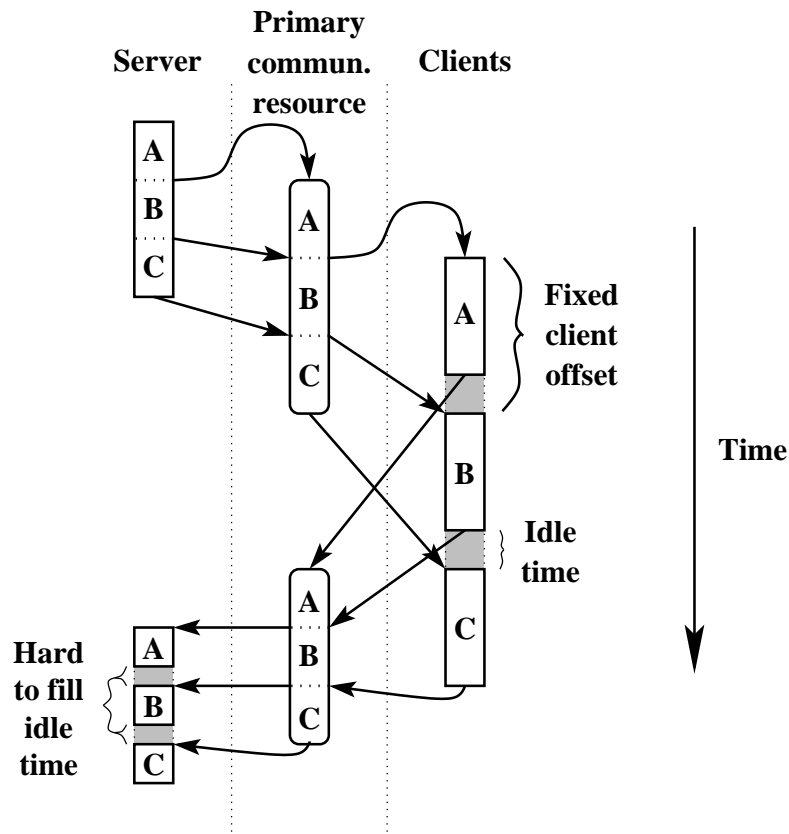 Server
Primary
commun.
resource
Clients
A
B
C
A
B
C
A
B
C
Fixed
client
offset
Idle
time
Time
A
B
C
Hard
to fill
idle
time
A
B
C